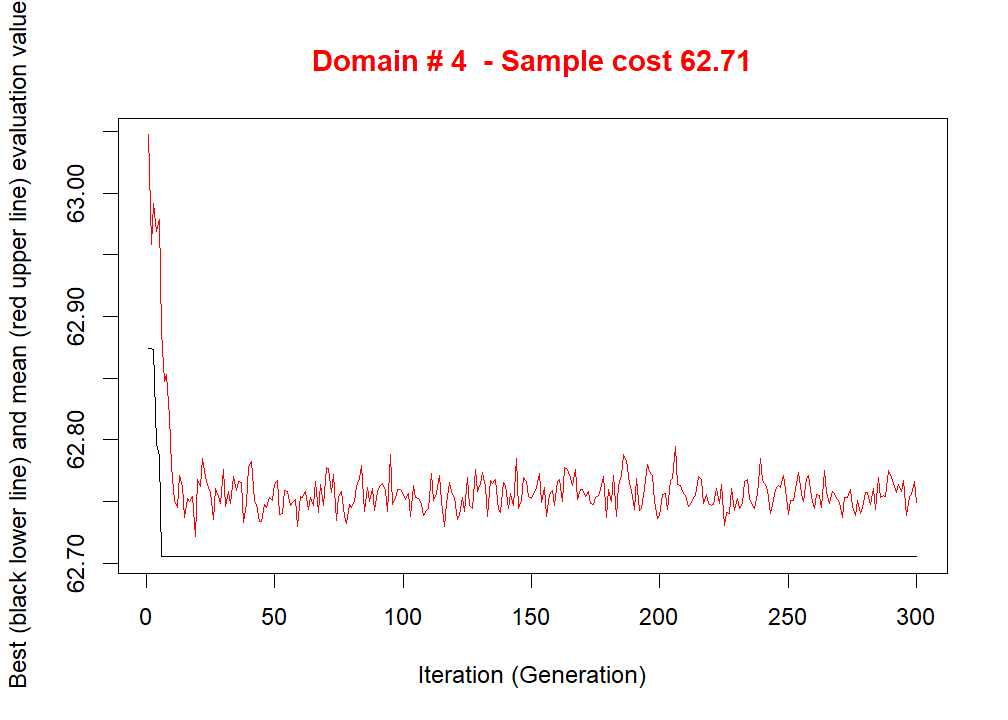 Domain # 4  - Sample cost 62.71
Best (black lower line) and mean (red upper line) evaluation value
63.00
62.90
62.80
62.70
0 50 100 150 200 250 300
Iteration (Generation)